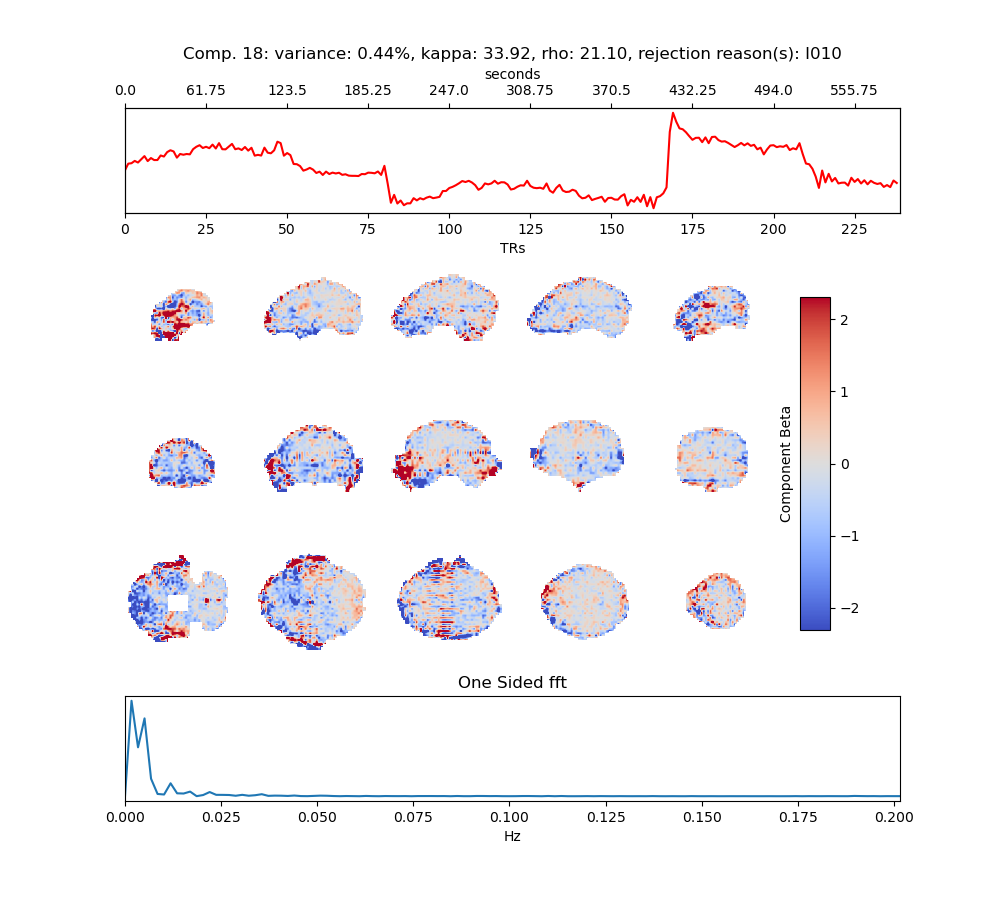 Comp. 18: variance: 0.44%, kappa: 33.92, rho: 21.10, rejection reason(s): I010
seconds
0.0 61.75 123.5 185.25 247.0 308.75 370.5 432.25 494.0 555.75
0 25 50 75 100 125 150 175 200 225
TRs
2
1
0
−1
−2
Component Beta
One Sided fft
0.000 0.025 0.050 0.075 0.100 0.125 0.150 0.175 0.200
Hz